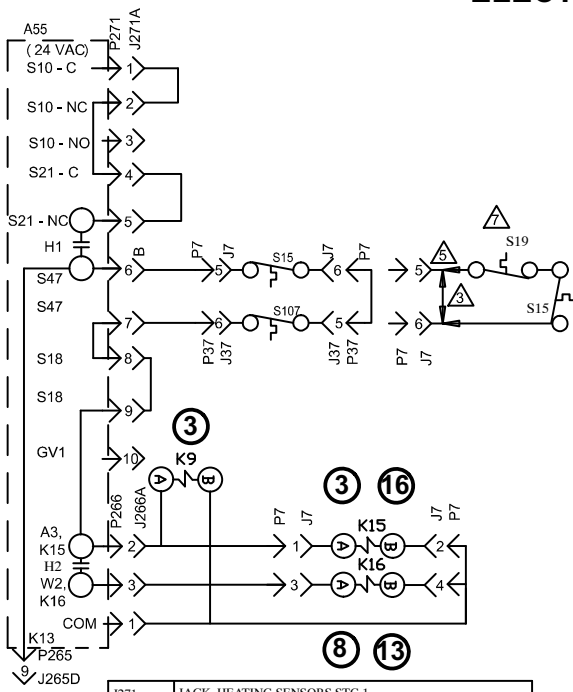 A55
(24 VAC)
P271
J271A
S10 - C
1
S10 - NC
2
S10 - NO
3
S21 - C
4
S21 - NC
5
H1
B
6
S47
S47
7
S18
8
S18
9
GV1
10
P7
5
J7
S15
J7
6
P7
5
5
7
S19
3
S15
6
S107
5
6
P37
J37
J37
P37
P7
J7
3
K9
A
B
P266
J266A
3
16
A3,
K15
2
P7
J7
1
A
K15
B
2
J7
P7
H2
W2,
K16
3
3
A
K16
B
4
COM
1
8
13
K13
P265
9
J265D
J271 JACK HEATING SENSORS STG 1